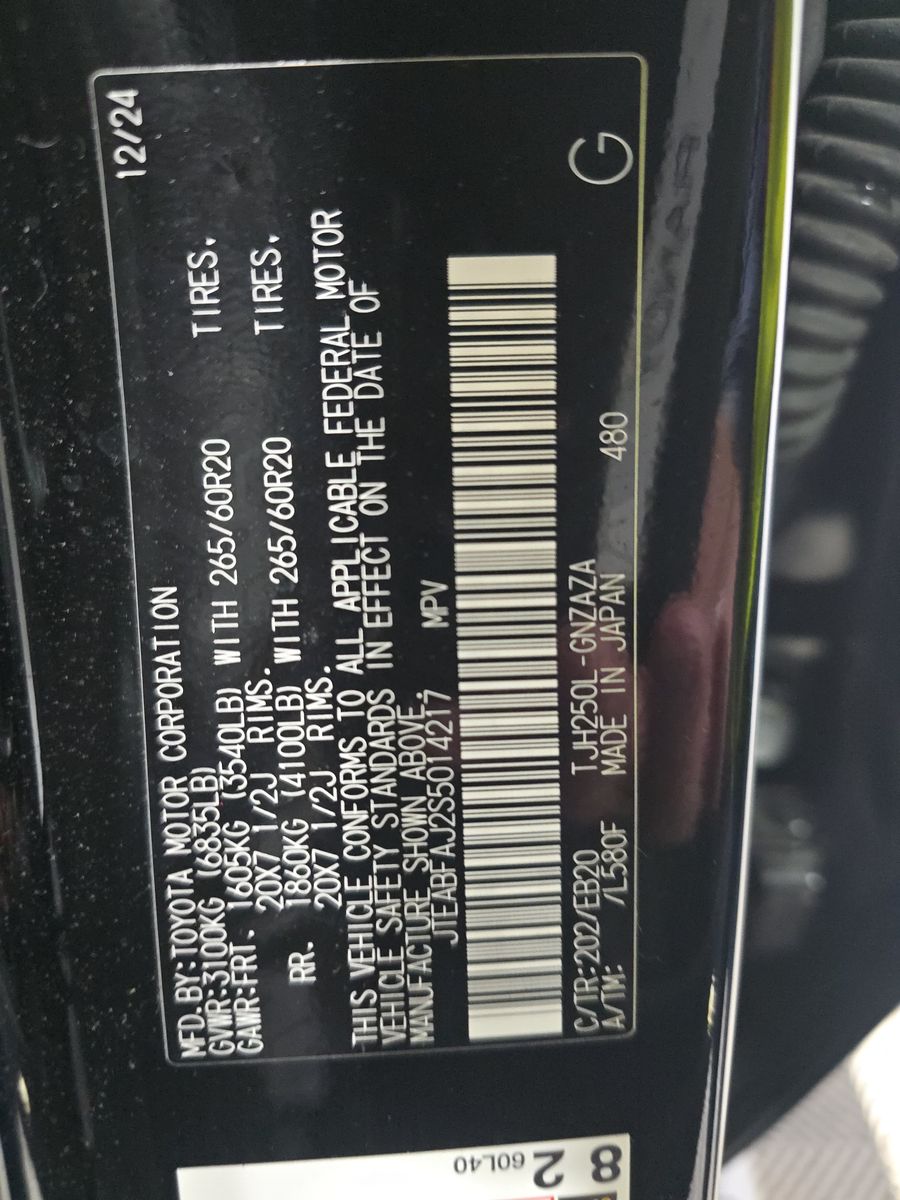 12/24
MFD.BY:TOYOTA MOTOR CORPORATION
GVWR:3100KG (6835LB)
GAWR:FRT. 1605KG (3540LB) WITH 265/60R20 TIRES.
20X7 1/2J RIMS.
RR. 1860KG (4100LB) WITH 265/60R20 TIRES.
20X7 1/2J RIMS.
THIS VEHICLE CONFORMS TO ALL APPLICABLE FEDERAL MOTOR
VEHICLE SAFETY STANDARDS IN EFFECT ON THE DATE OF
MANUFACTURE SHOWN ABOVE.
JTEABFAJ2S5014217 MPV
C/TR:202/EB20 TJH250L-GNZAZA
A/TM: /L580F MADE IN JAPAN 480
G
60L40
2
8